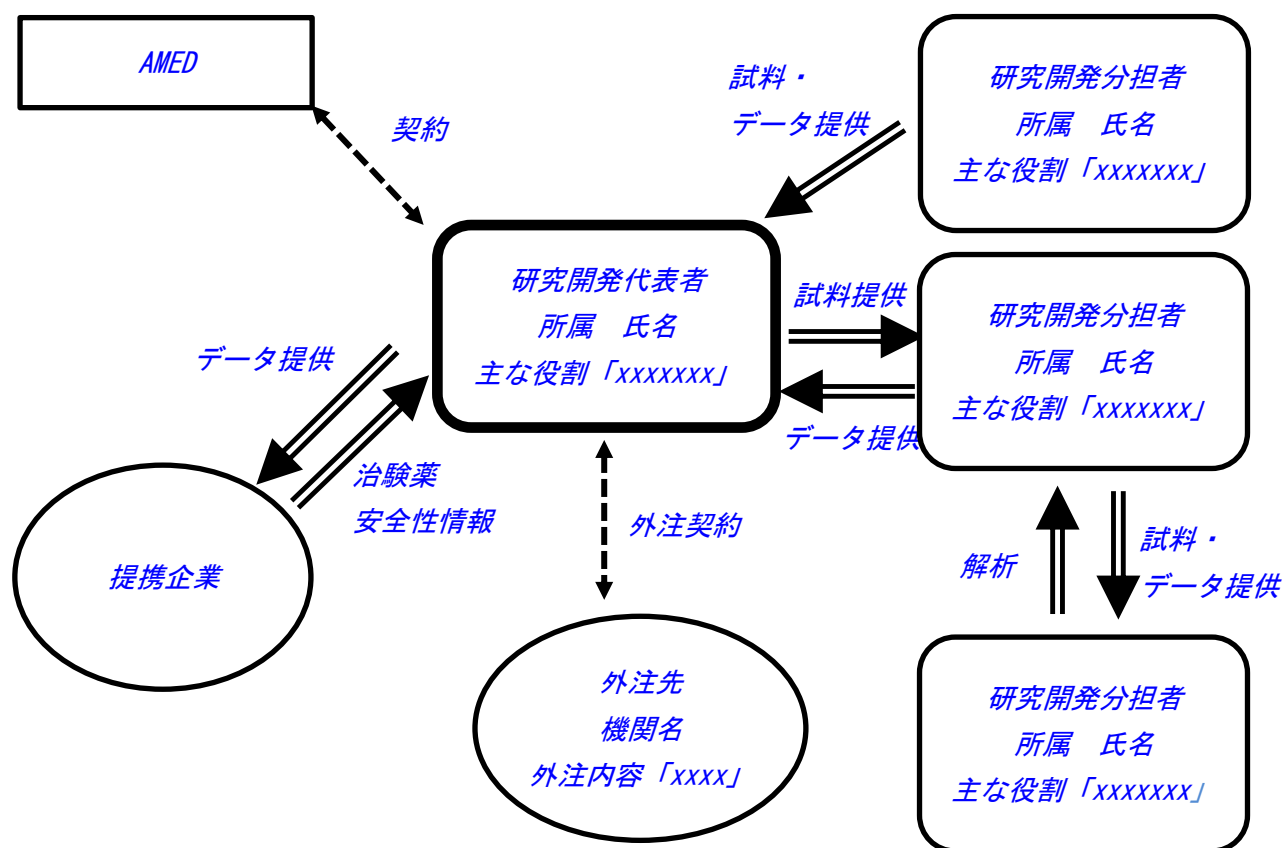 AMED
契約
試料・
データ提供
研究開発分担者
所属　氏名
主な役割「xxxxxxx」
研究開発代表者
所属　氏名
主な役割「xxxxxxx」
試料提供
データ提供
研究開発分担者
所属　氏名
主な役割「xxxxxxx」
データ提供
治験薬
安全性情報
提携企業
外注契約
解析
試料・
データ提供
外注先
機関名
外注内容「xxxx」
研究開発分担者
所属　氏名
主な役割「xxxxxxx」